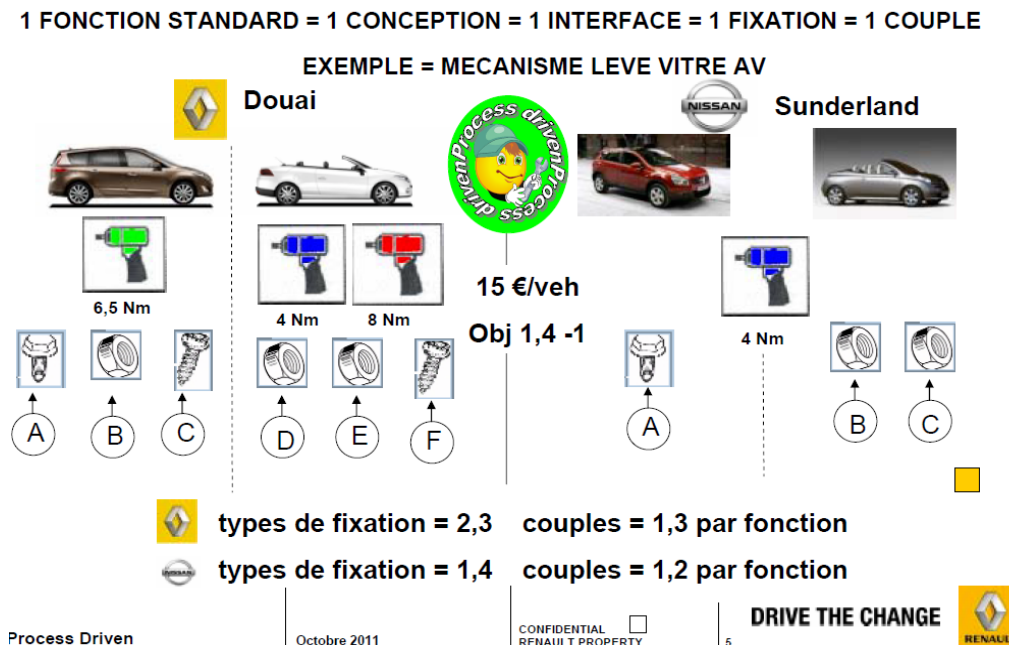 1 FONCTION STANDARD = 1 CONCEPTION = 1 INTERFACE = 1 FIXATION = 1 COUPLE
EXEMPLE = MECANISME LEVE VITRE AV
Douai
NISSAN
Sunderland
Process driven
Process driven
6,5 Nm
4 Nm
8 Nm
15 €/veh
Obj 1,4 -1
4 Nm
A
B
C
D
E
F
A
B
C
types de fixation = 2,3 couples = 1,3 par fonction
NISSAN
types de fixation = 1,4 couples = 1,2 par fonction
Process Driven
Octobre 2011
CONFIDENTIAL
RENAULT PROPERTY
5
DRIVE THE CHANGE
RENAULT